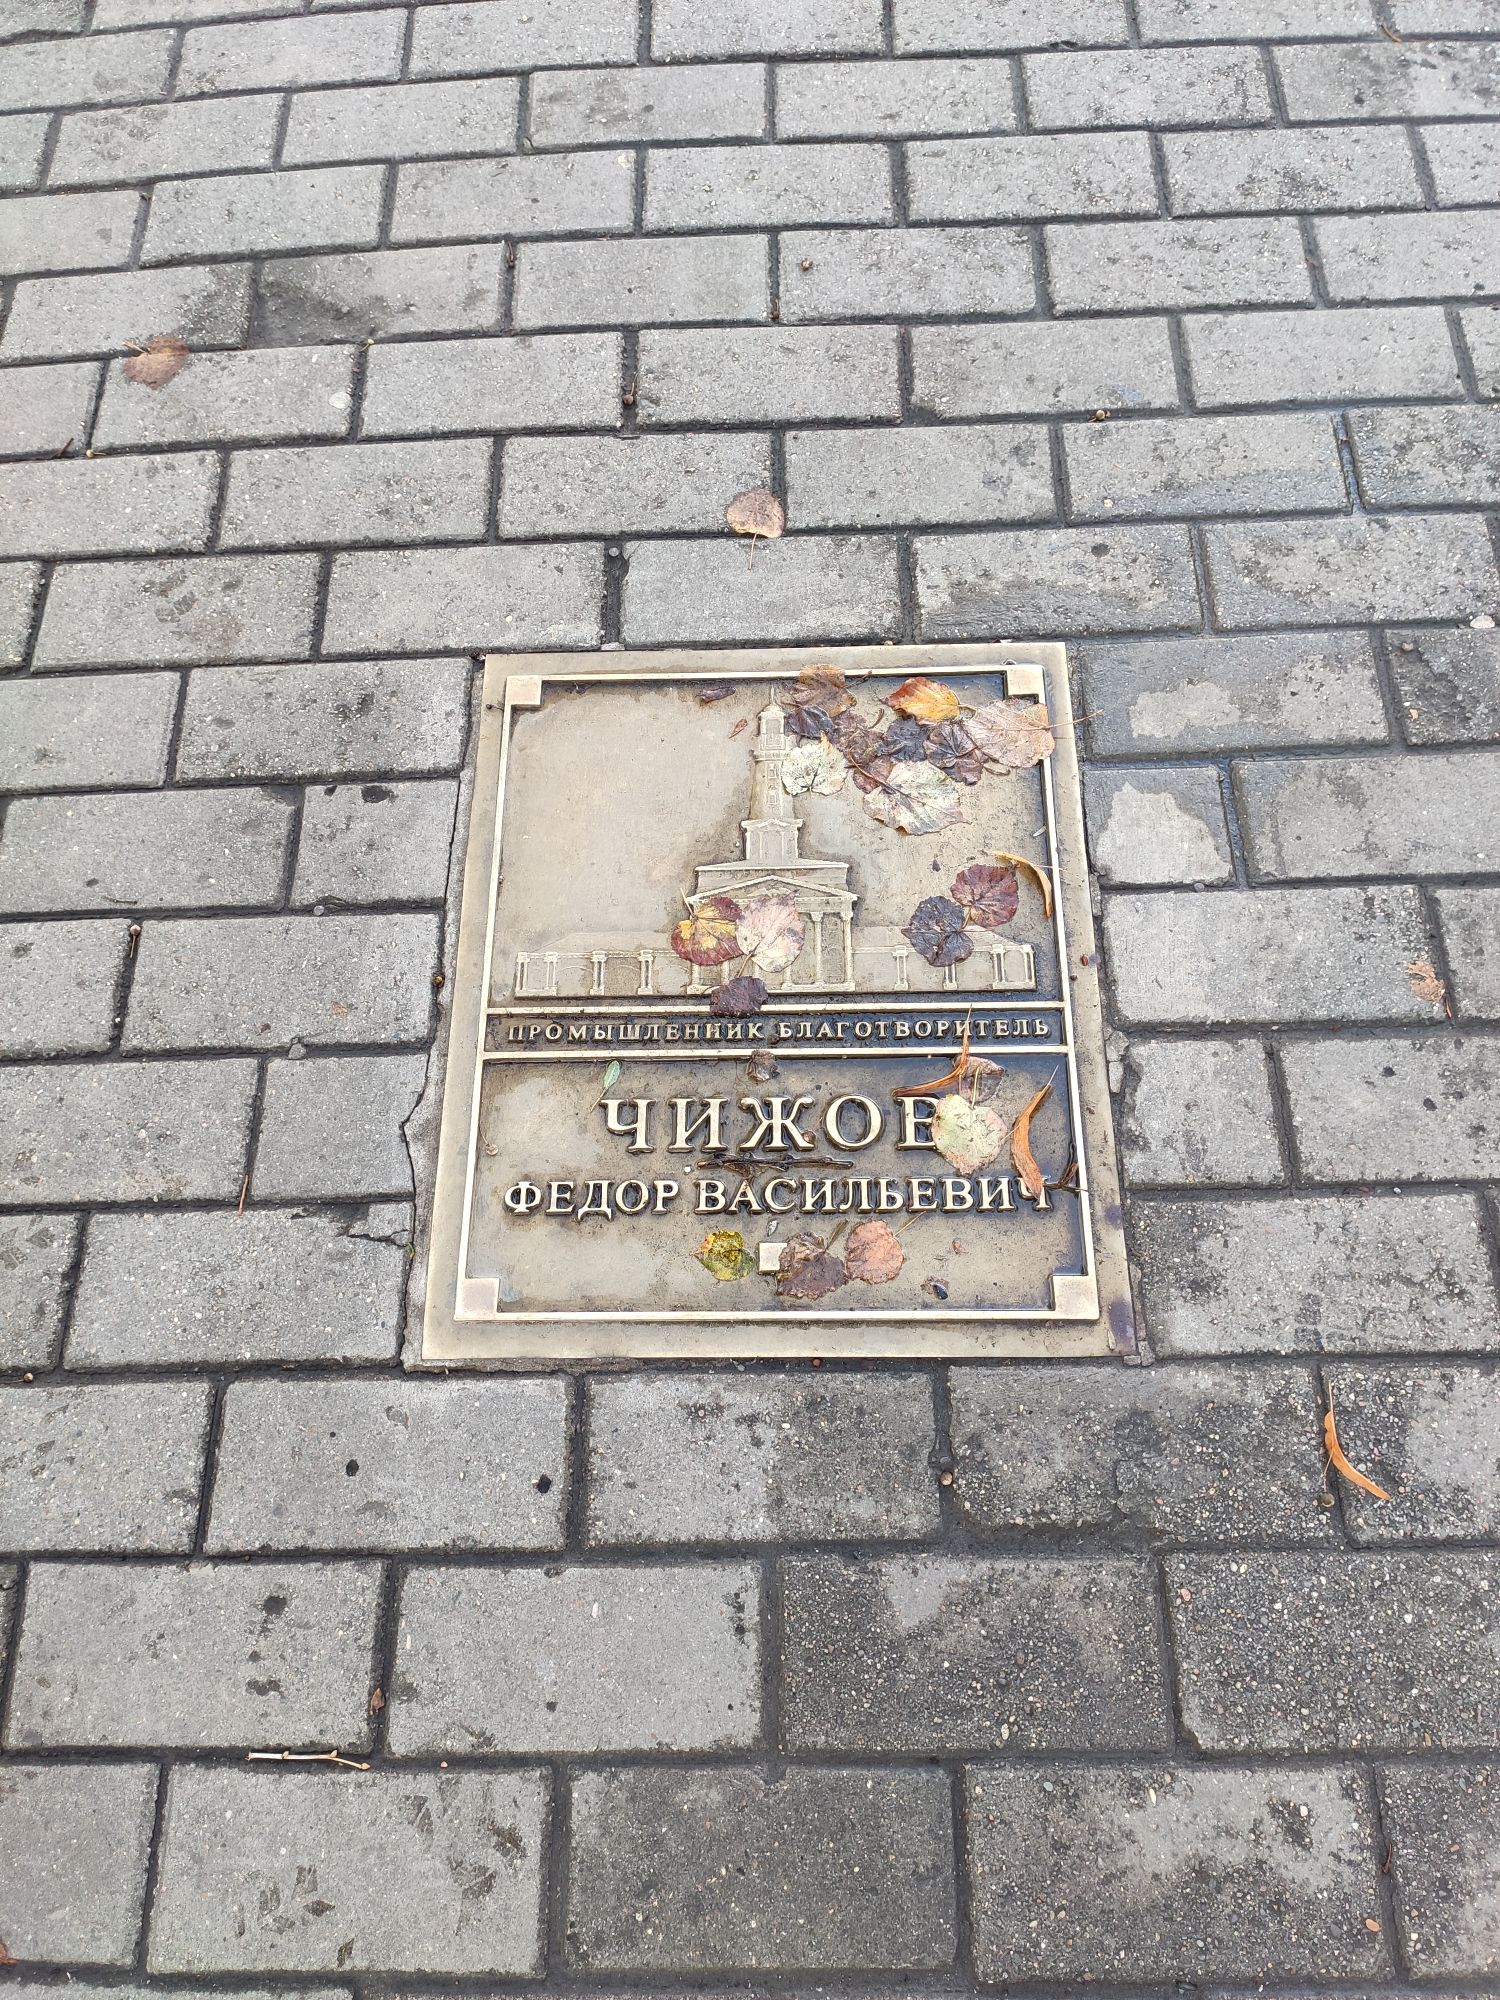 ПРОМЫШЛЕННИК БЛАГОТВОРИТЕЛЬ
ЧИЖОВ
ФЕДОР ВАСИЛЬЕВИЧ